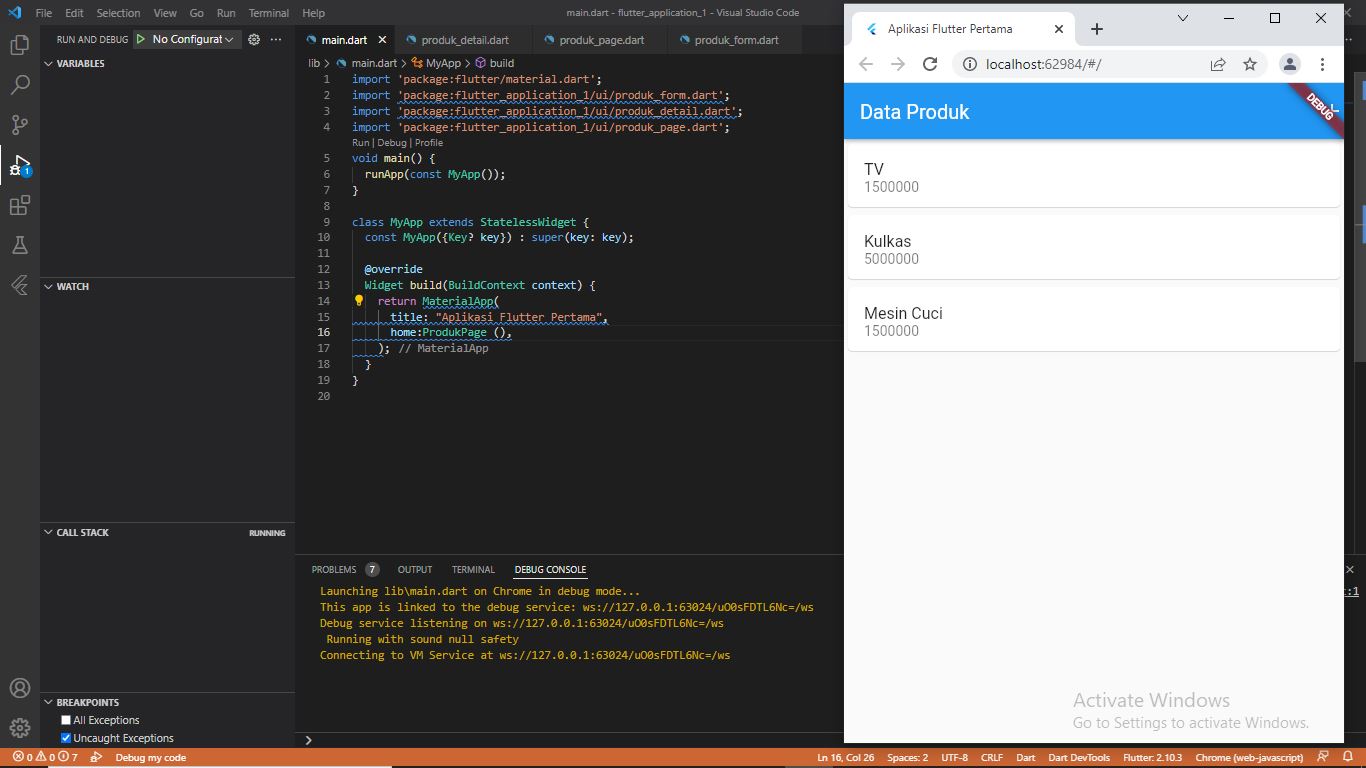 File Edit Selection View Go Run Terminal Help
main.dart - flutter_application_1 - Visual Studio Code
RUN AND DEBUG No Configurat
VARIABLES
WATCH
CALL STACK RUNNING
BREAKPOINTS
All Exceptions
Uncaught Exceptions
1
main.dart produk_detail.dart produk_page.dart produk_form.dart
lib > main.dart > MyApp > build
1 import 'package:flutter/material.dart';
2 import 'package:flutter_application_1/ui/produk_form.dart';
3 import 'package:flutter_application_1/ui/produk_detail.dart';
4 import 'package:flutter_application_1/ui/produk_page.dart';
Run | Debug | Profile
5 void main() {
6 runApp(const MyApp());
7 }
8
9 class MyApp extends StatelessWidget {
10 const MyApp({Key? key}) : super(key: key);
11
12 @override
13 Widget build(BuildContext context) {
14 return MaterialApp(
15 title: "Aplikasi Flutter Pertama",
16 home:ProdukPage (),
17 ); // MaterialApp
18 }
19 }
20
PROBLEMS 7 OUTPUT TERMINAL DEBUG CONSOLE
Launching lib\main.dart on Chrome in debug mode...
This app is linked to the debug service: ws://127.0.0.1:63024/uO0sFDTL6Nc=/ws
Debug service listening on ws://127.0.0.1:63024/uO0sFDTL6Nc=/ws
Running with sound null safety
Connecting to VM Service at ws://127.0.0.1:63024/uO0sFDTL6Nc=/ws
:1
>
Aplikasi Flutter Pertama
localhost:62984/#/
Data Produk
DEBUG
TV
1500000
Kulkas
5000000
Mesin Cuci
1500000
Activate Windows
Go to Settings to activate Windows.
0 0 7 Debug my code
Ln 16, Col 26 Spaces: 2 UTF-8 CRLF Dart Dart DevTools Flutter: 2.10.3 Chrome (web-javascript)